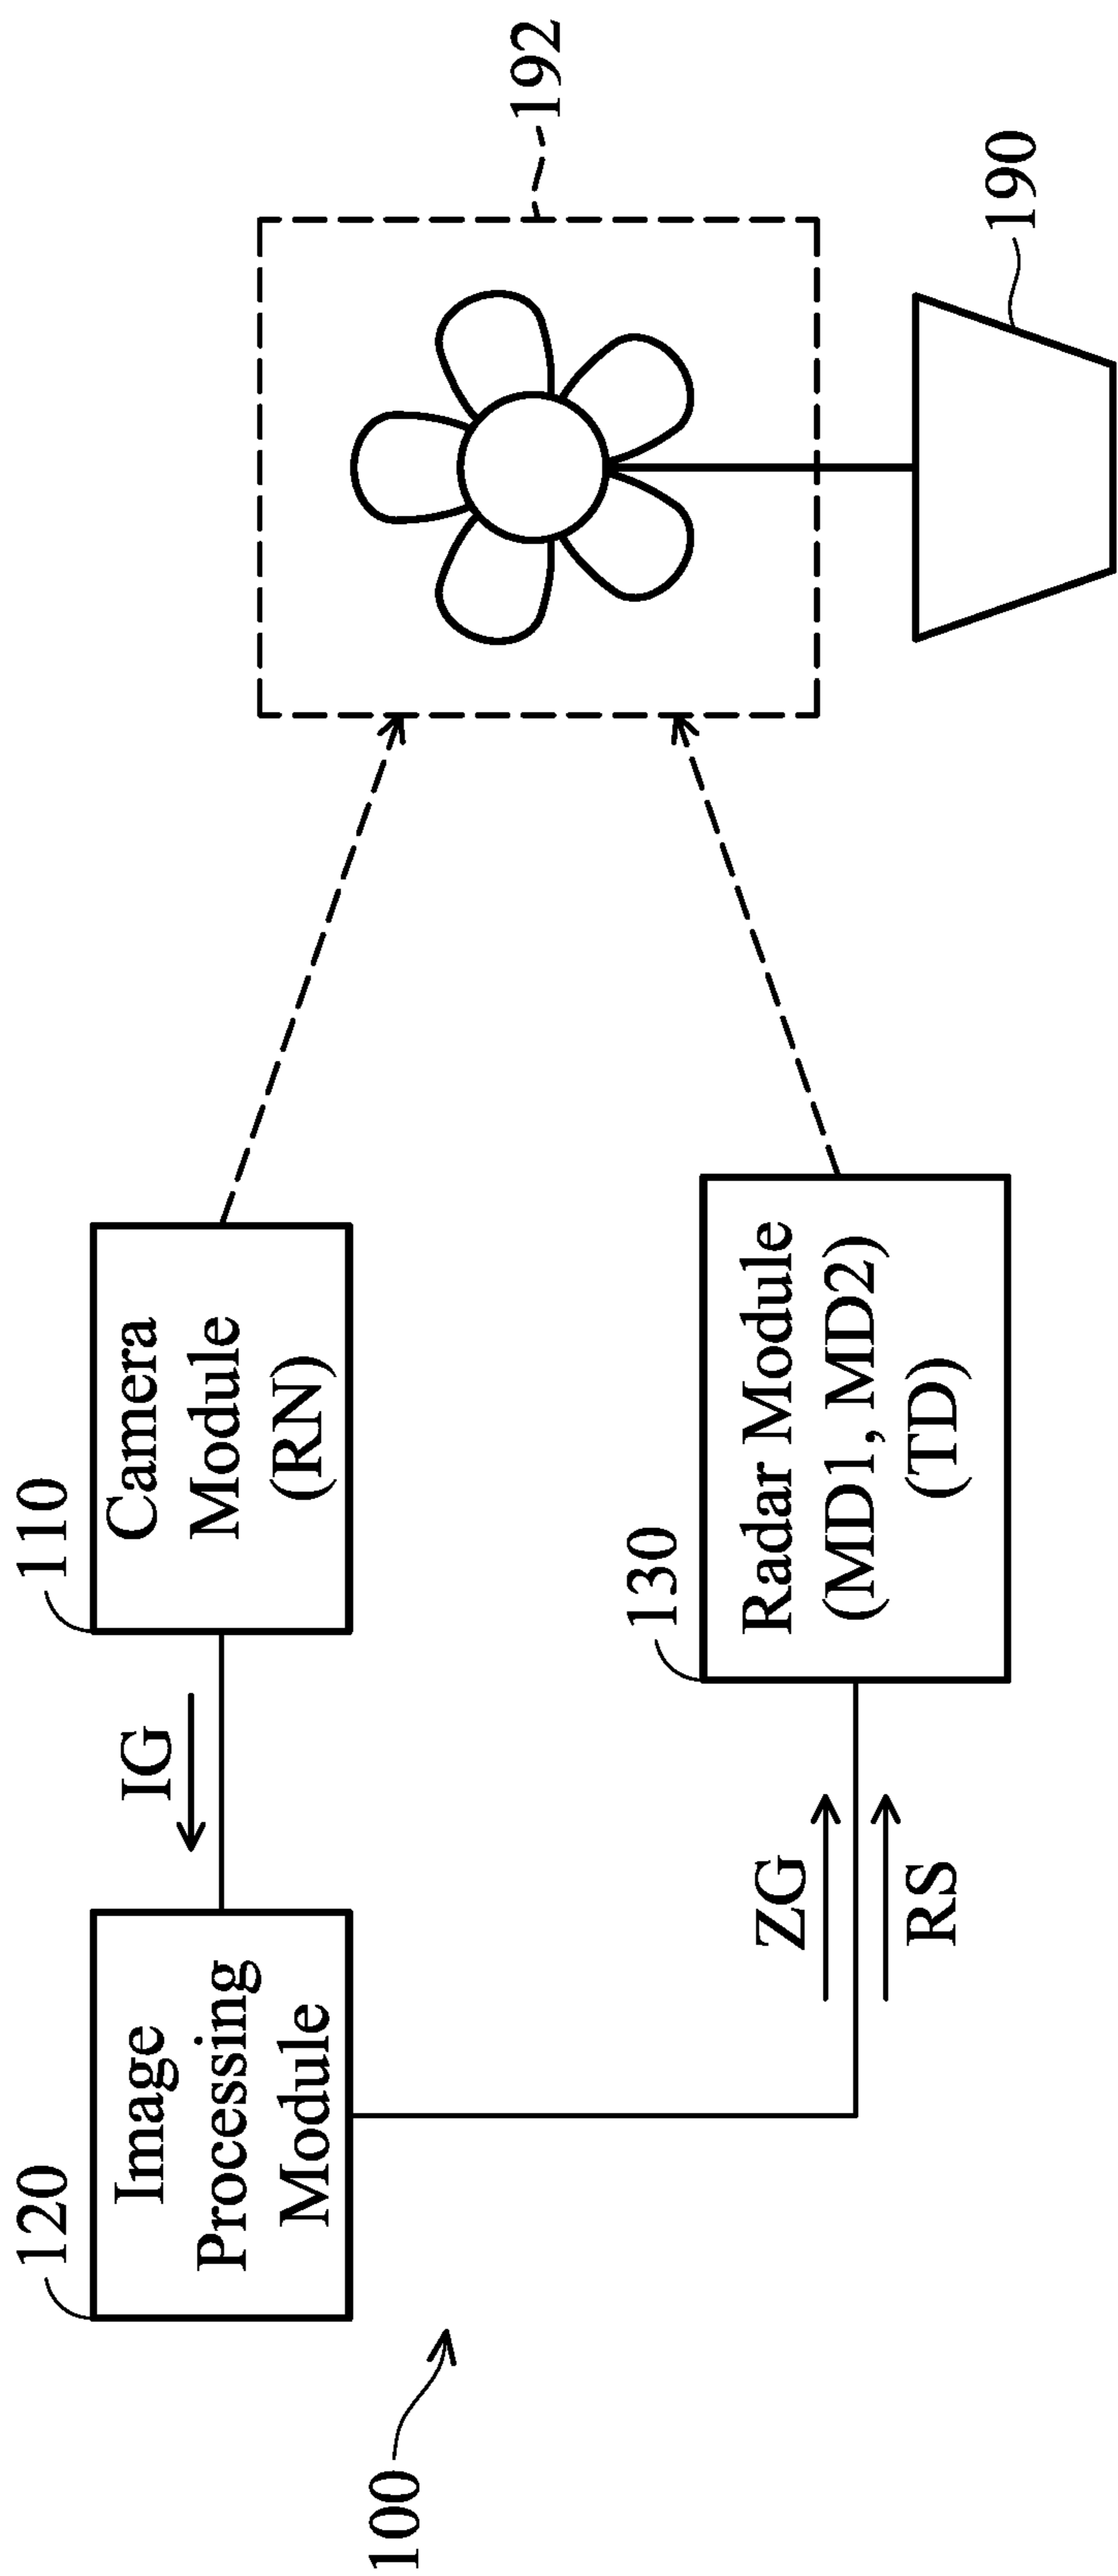 100
120
Image
Processing
Module
IG
110
Camera
Module
(RN)
ZG
RS
130
Radar Module
(MD1, MD2)
(TD)
192
190